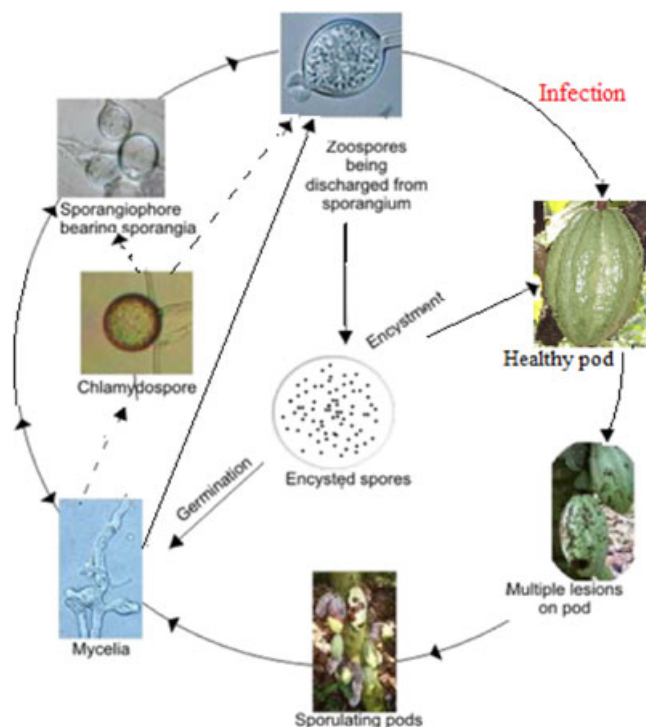 Infection
Zoospores
being
discharged from
sporangium
Sporangiophore
bearing sporangia
Encystment
Healthy pod
Chlamydospore
Encysted spores
Germination
Multiple lesions
on pod
Mycelia
Sporulating pods